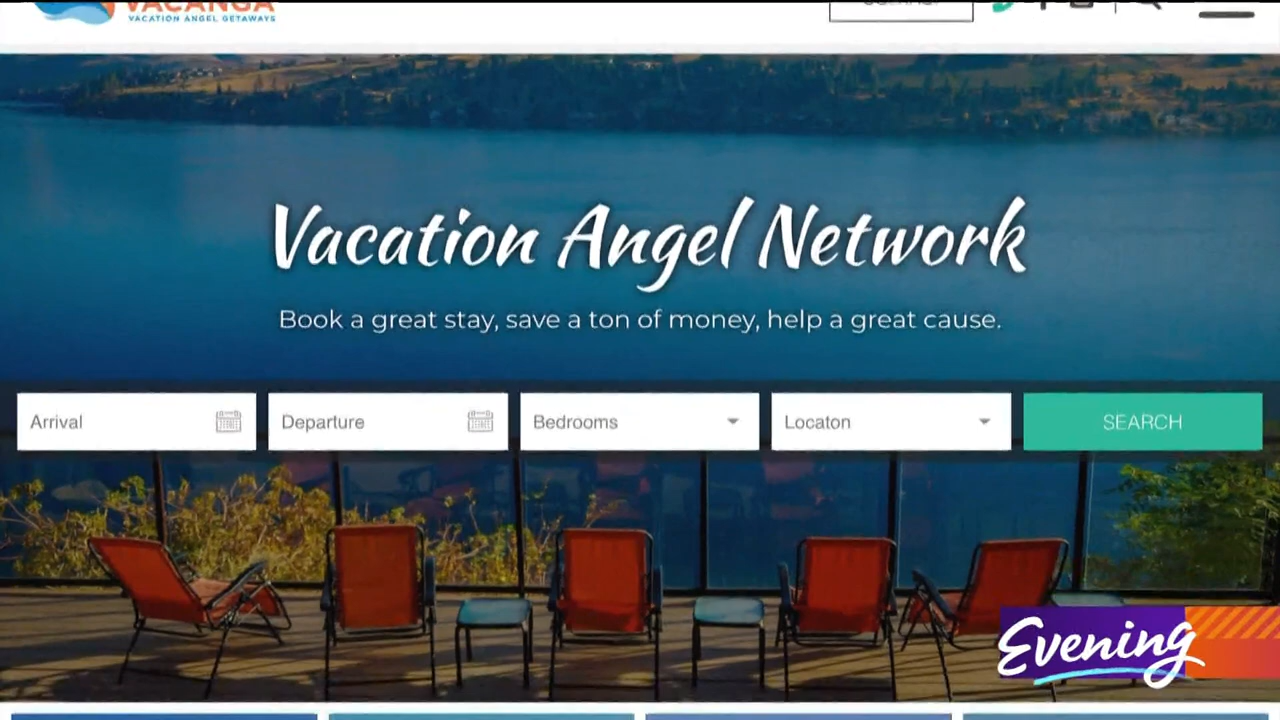 VACANGA
VACATION ANGEL GETAWAYS
Vacation Angel Network
Book a great stay, save a ton of money, help a great cause.
Arrival
Departure
Bedrooms
Locaton
SEARCH
Evening